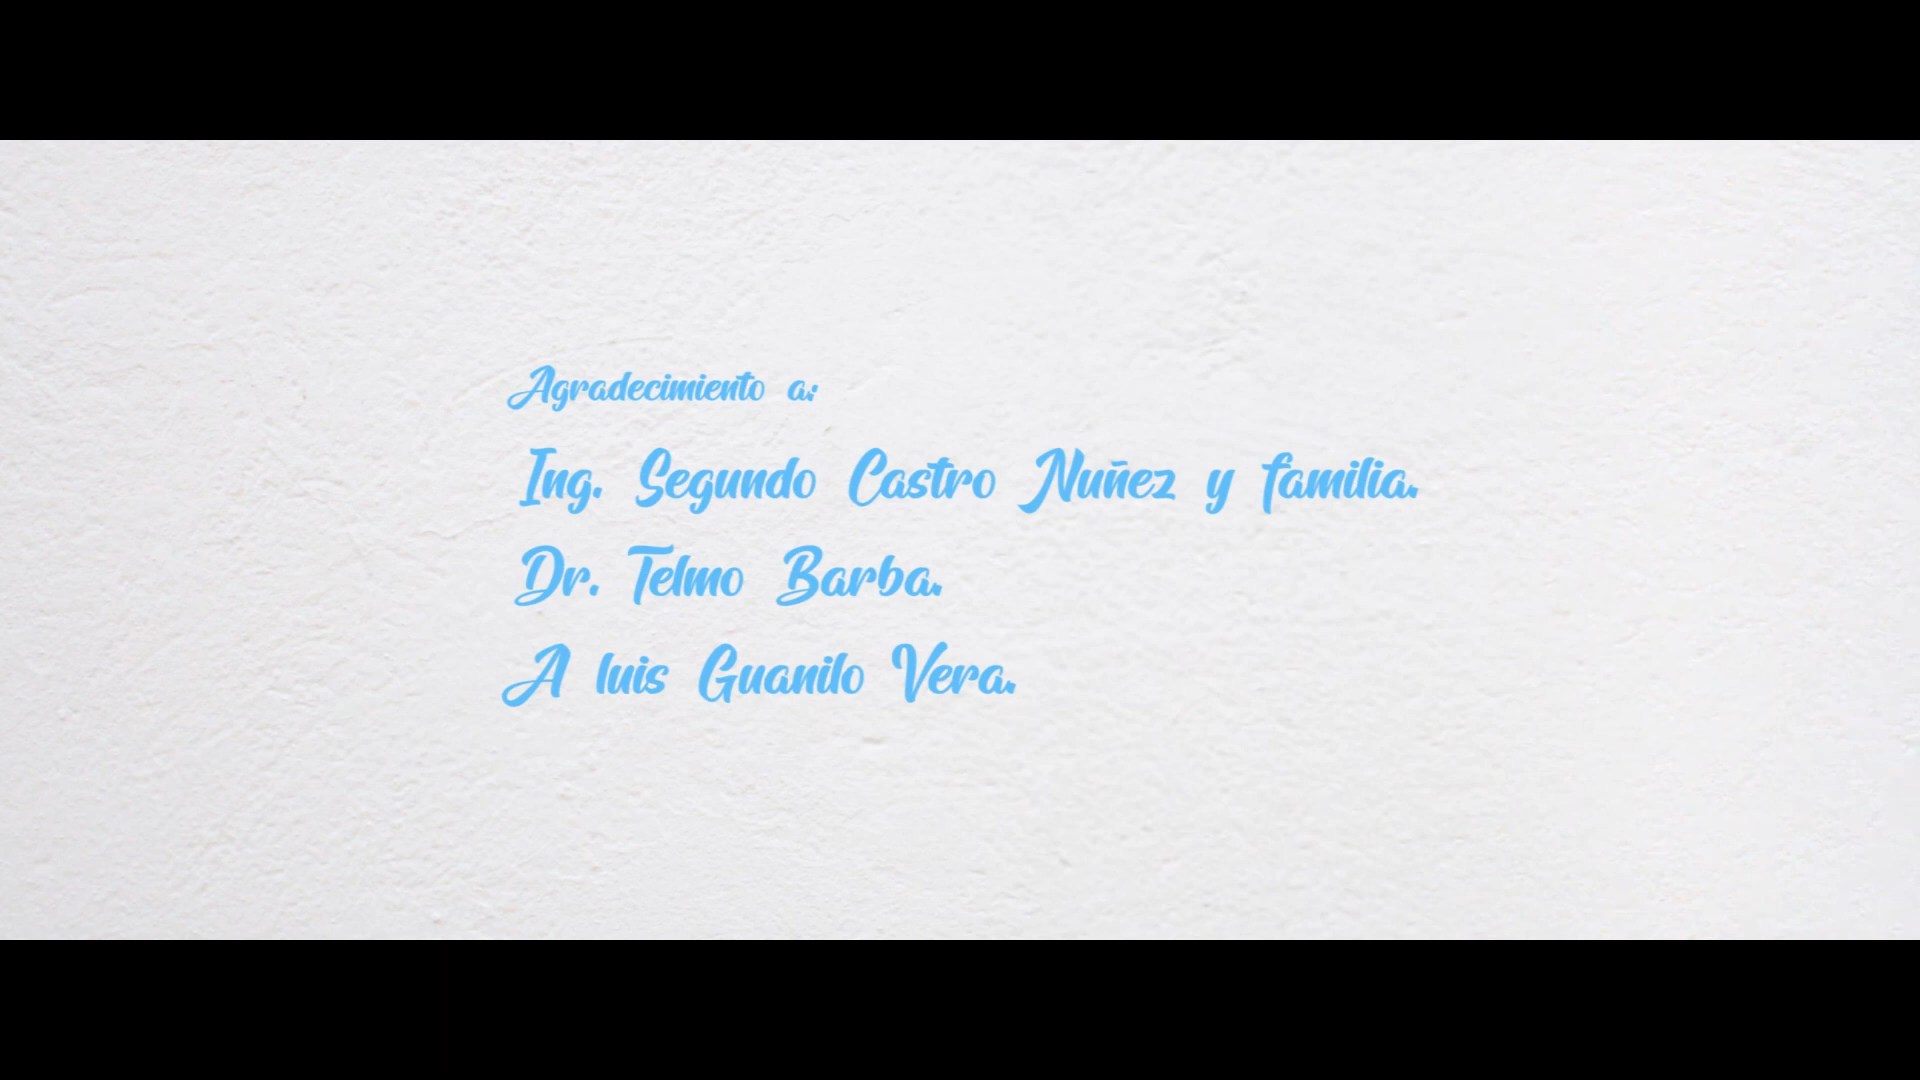 Agradecimiento a:
Ing. Segundo Castro Nuñez y familia.
Dr. Telmo Barba.
A luis Guanilo Vera.